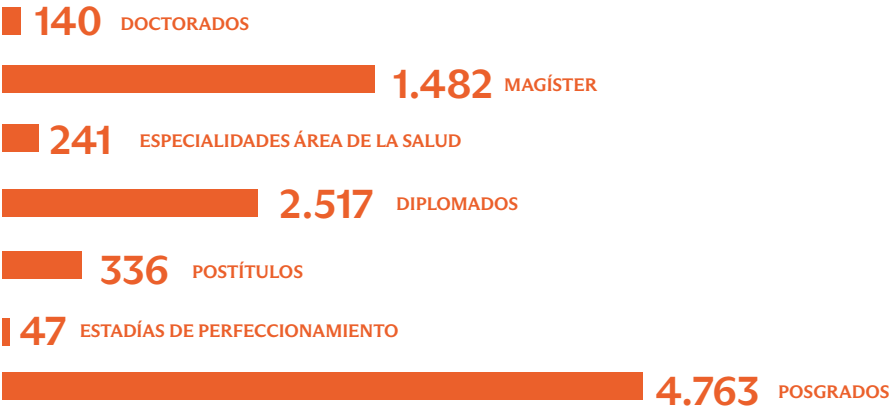 140 DOCTORADOS
1.482 MAGÍSTER
241 ESPECIALIDADES ÁREA DE LA SALUD
2.517 DIPLOMADOS
336 POSTÍTULOS
47 ESTADÍAS DE PERFECCIONAMIENTO
4.763 POSGRADOS